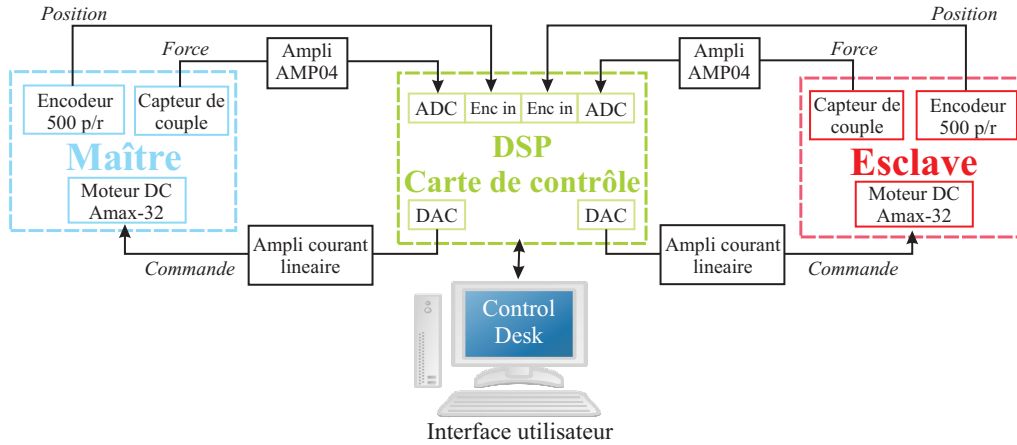 Position
Position
Force
Force
Ampli
AMP04
Ampli
AMP04
Encodeur
500 p/r
Capteur de
couple
ADC
Enc in
Enc in
ADC
Capteur de
couple
Encodeur
500 p/r
Maître
DSP
Carte de contrôle
Esclave
Moteur DC
Amax-32
DAC
DAC
Moteur DC
Amax-32
Commande
Ampli courant
lineaire
Ampli courant
lineaire
Commande
Control
Desk
Interface utilisateur